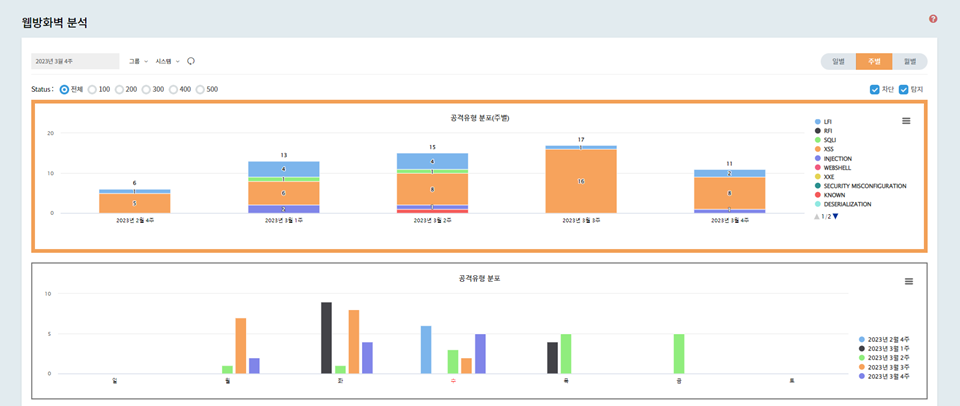 웹방화벽 분석
2023년 3월 4주 그룹 시스템 일별 주별 월별
Status : 전체 100 200 300 400 500 차단 탐지
공격유형 분포(주별)
20
10
0
6
1
5
13
4
1
6
2
15
4
1
8
1
17
1
16
11
2
8
1
2023년 2월 4주 2023년 3월 1주 2023년 3월 2주 2023년 3월 3주 2023년 3월 4주
LFI
RFI
SQLI
XSS
INJECTION
WEBSHELL
XXE
SECURITY MISCONFIGURATION
KNOWN
DESERIALIZATION
1/2
공격유형 분포
10
5
0
일 월 화 수 목 금 토
2023년 2월 4주
2023년 3월 1주
2023년 3월 2주
2023년 3월 3주
2023년 3월 4주